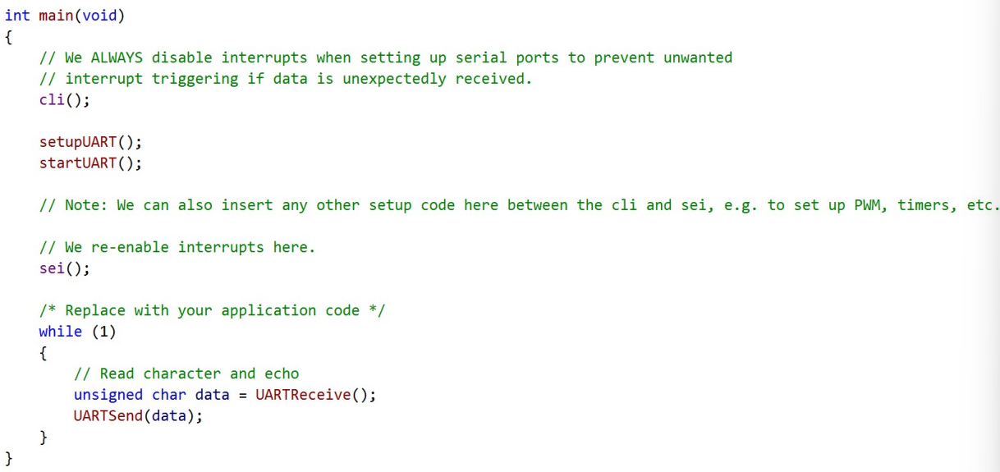 int main(void)
{
    // We ALWAYS disable interrupts when setting up serial ports to prevent unwanted
    // interrupt triggering if data is unexpectedly received.
    cli();

    setupUART();
    startUART();

    // Note: We can also insert any other setup code here between the cli and sei, e.g. to set up PWM, timers, etc.

    // We re-enable interrupts here.
    sei();

    /* Replace with your application code */
    while (1)
    {
        // Read character and echo
        unsigned char data = UARTReceive();
        UARTSend(data);
    }
}